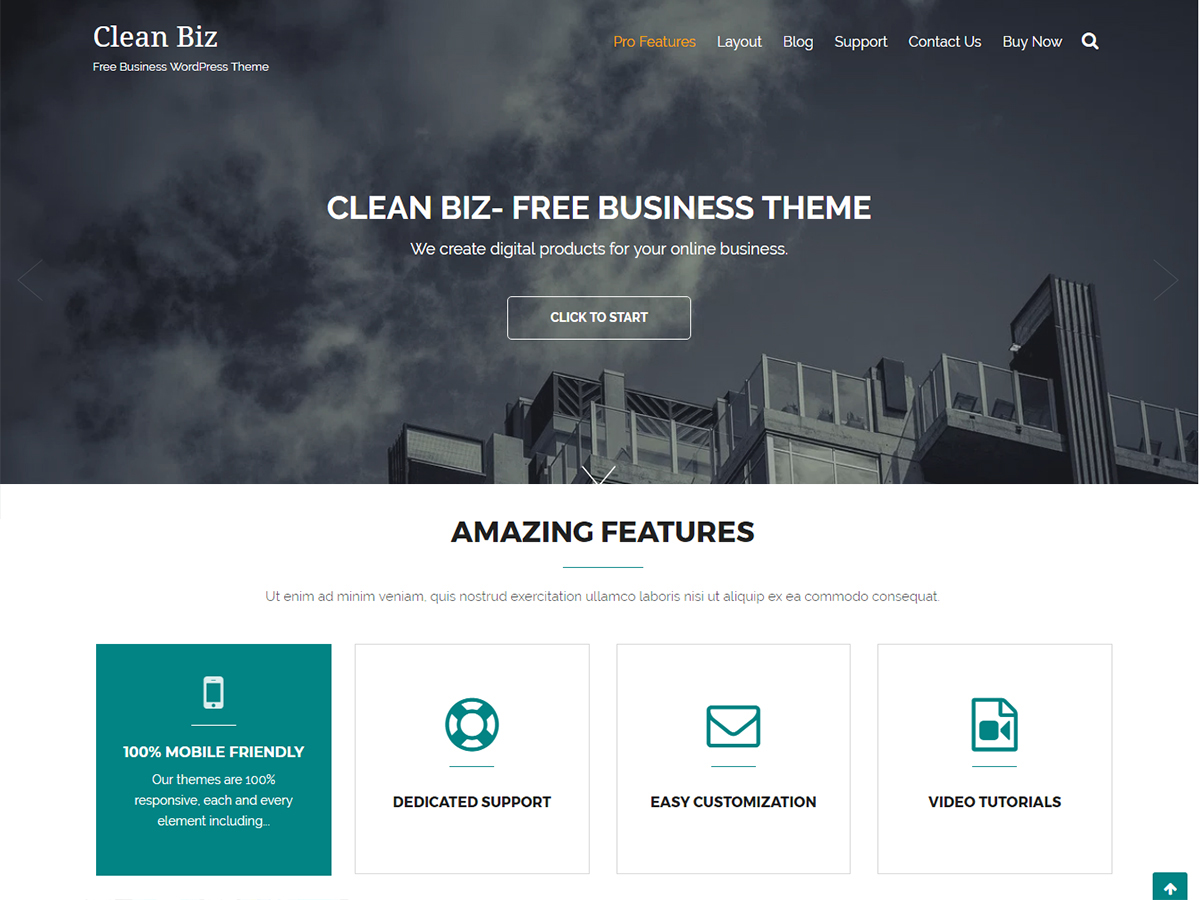 Clean Biz
Free Business WordPress Theme
Pro Features Layout Blog Support Contact Us Buy Now
CLEAN BIZ- FREE BUSINESS THEME
We create digital products for your online business.
CLICK TO START
AMAZING FEATURES
Ut enim ad minim veniam, quis nostrud exercitation ullamco laboris nisi ut aliquip ex ea commodo consequat.
100% MOBILE FRIENDLY
Our themes are 100%
responsive, each and every
element including...
DEDICATED SUPPORT
EASY CUSTOMIZATION
VIDEO TUTORIALS